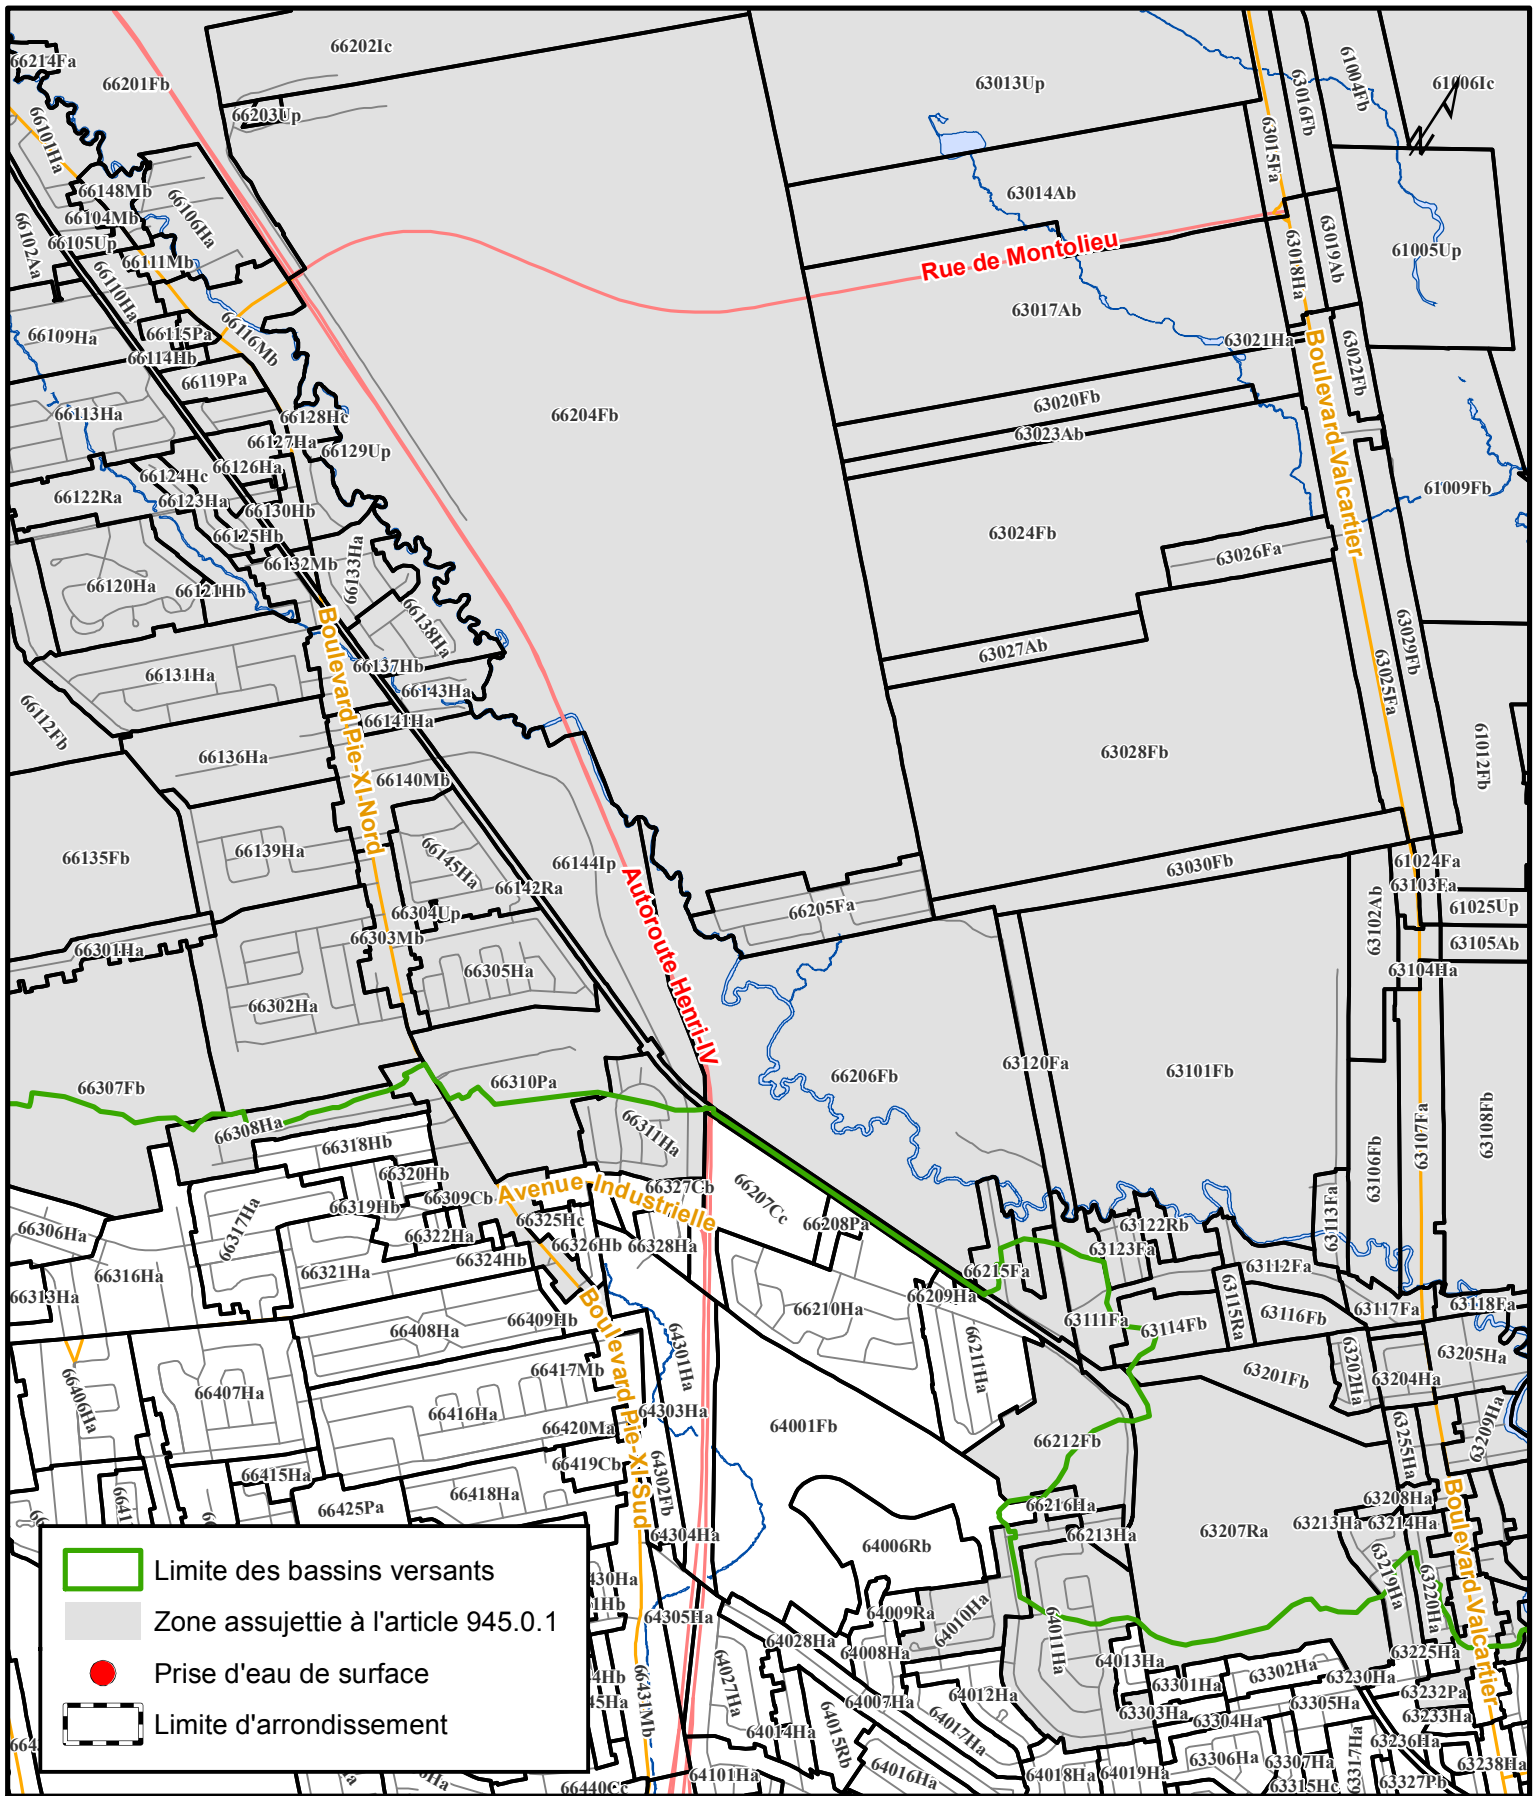 66202Ic
66214Fa
66201Fb
63013Up
61004Fb
61006Ic
63016Fb
66203Up
66101Ha
63015Fa
66148Mb
66104Mb
66106Ha
63014Ab
66105Up
66102Aa
66111Mb
Rue de Montolieu
63018Ha
63019Ab
61005Up
66110Ha
66109Ha
66115Pa
66116Mb
63017Ab
63021Ha
66114Hb
66119Pa
63022Fb
66113Ha
66128Hc
66204Fb
63020Fb
63023Ab
66127Ha
66129Up
Boulevard Valcartier
66124Hc
66126Ha
66122Ra
66123Ha
66130Hb
61009Fb
66125Hb
63024Fb
63026Fa
66132Mb
66133Ha
66120Ha
66121Hb
66138Ha
63029Fb
63027Ab
66137Hb
66131Ha
66143Ha
63025Fa
66112Fb
66141Ha
Boulevard Pie-XI-Nord
66136Ha
66140Mb
63028Fb
61012Fb
66135Fb
66139Ha
66145Ha
66144Ip
63030Fb
61024Fa
66142Ra
63103Fa
66304Up
Autoroute Henri-IV
66205Fa
61025Up
63102Ab
66301Ha
66303Mb
63105Ab
66305Ha
63104Ha
66302Ha
66307Fb
66310Pa
66206Fb
63120Fa
63101Fb
66308Ha
66318Hb
66311Ha
63107Fa
63108Fb
63106Fb
66320Hb
66309Cb
Avenue Industrielle
66327Cb
66207Cc
66319Hb
66317Ha
66306Ha
66322Ha
66325Hc
66326Hb
66328Ha
66208Pa
63122Rb
63123Fa
63113Fa
66324Hb
66316Ha
66321Ha
66215Fa
63112Fa
66313Ha
66209Ha
66210Ha
63115Ra
63116Fb
63117Fa
63118Fa
66408Ha
66409Hb
Boulevard Pie-XI-Sud
64301Ha
63111Fa
63114Fb
66211Ha
63205Ha
66417Mb
63201Fb
63202Ha
63204Ha
66406Ha
66407Ha
66416Ha
66420Ma
64303Ha
64001Fb
66212Fb
63255Ha
63209Ha
66415Ha
66419Cb
64302Fb
66425Pa
66418Ha
66216Ha
63208Ha
Boulevard Valcartier
64304Ha
66213Ha
63207Ra
63213Ha
63214Ha
64006Rb
63219Ha
63220Ha
Limite des bassins versants
Zone assujettie à l'article 945.0.1
Prise d'eau de surface
Limite d'arrondissement
64305Ha
64009Ra
64010Ha
64011Ha
64028Ha
64008Ha
63225Ha
64027Ha
64013Ha
63301Ha
63302Ha
63230Ha
66431Mb
64007Ha
64012Ha
63303Ha
63304Ha
63305Ha
63232Pa
63233Ha
64014Ha
64015Rb
64017Ha
63236Ha
64101Ha
64016Ha
64018Ha
64019Ha
63306Ha
63307Ha
63317Ha
63238Ha
66440Cc
63315Hc
63327Pb